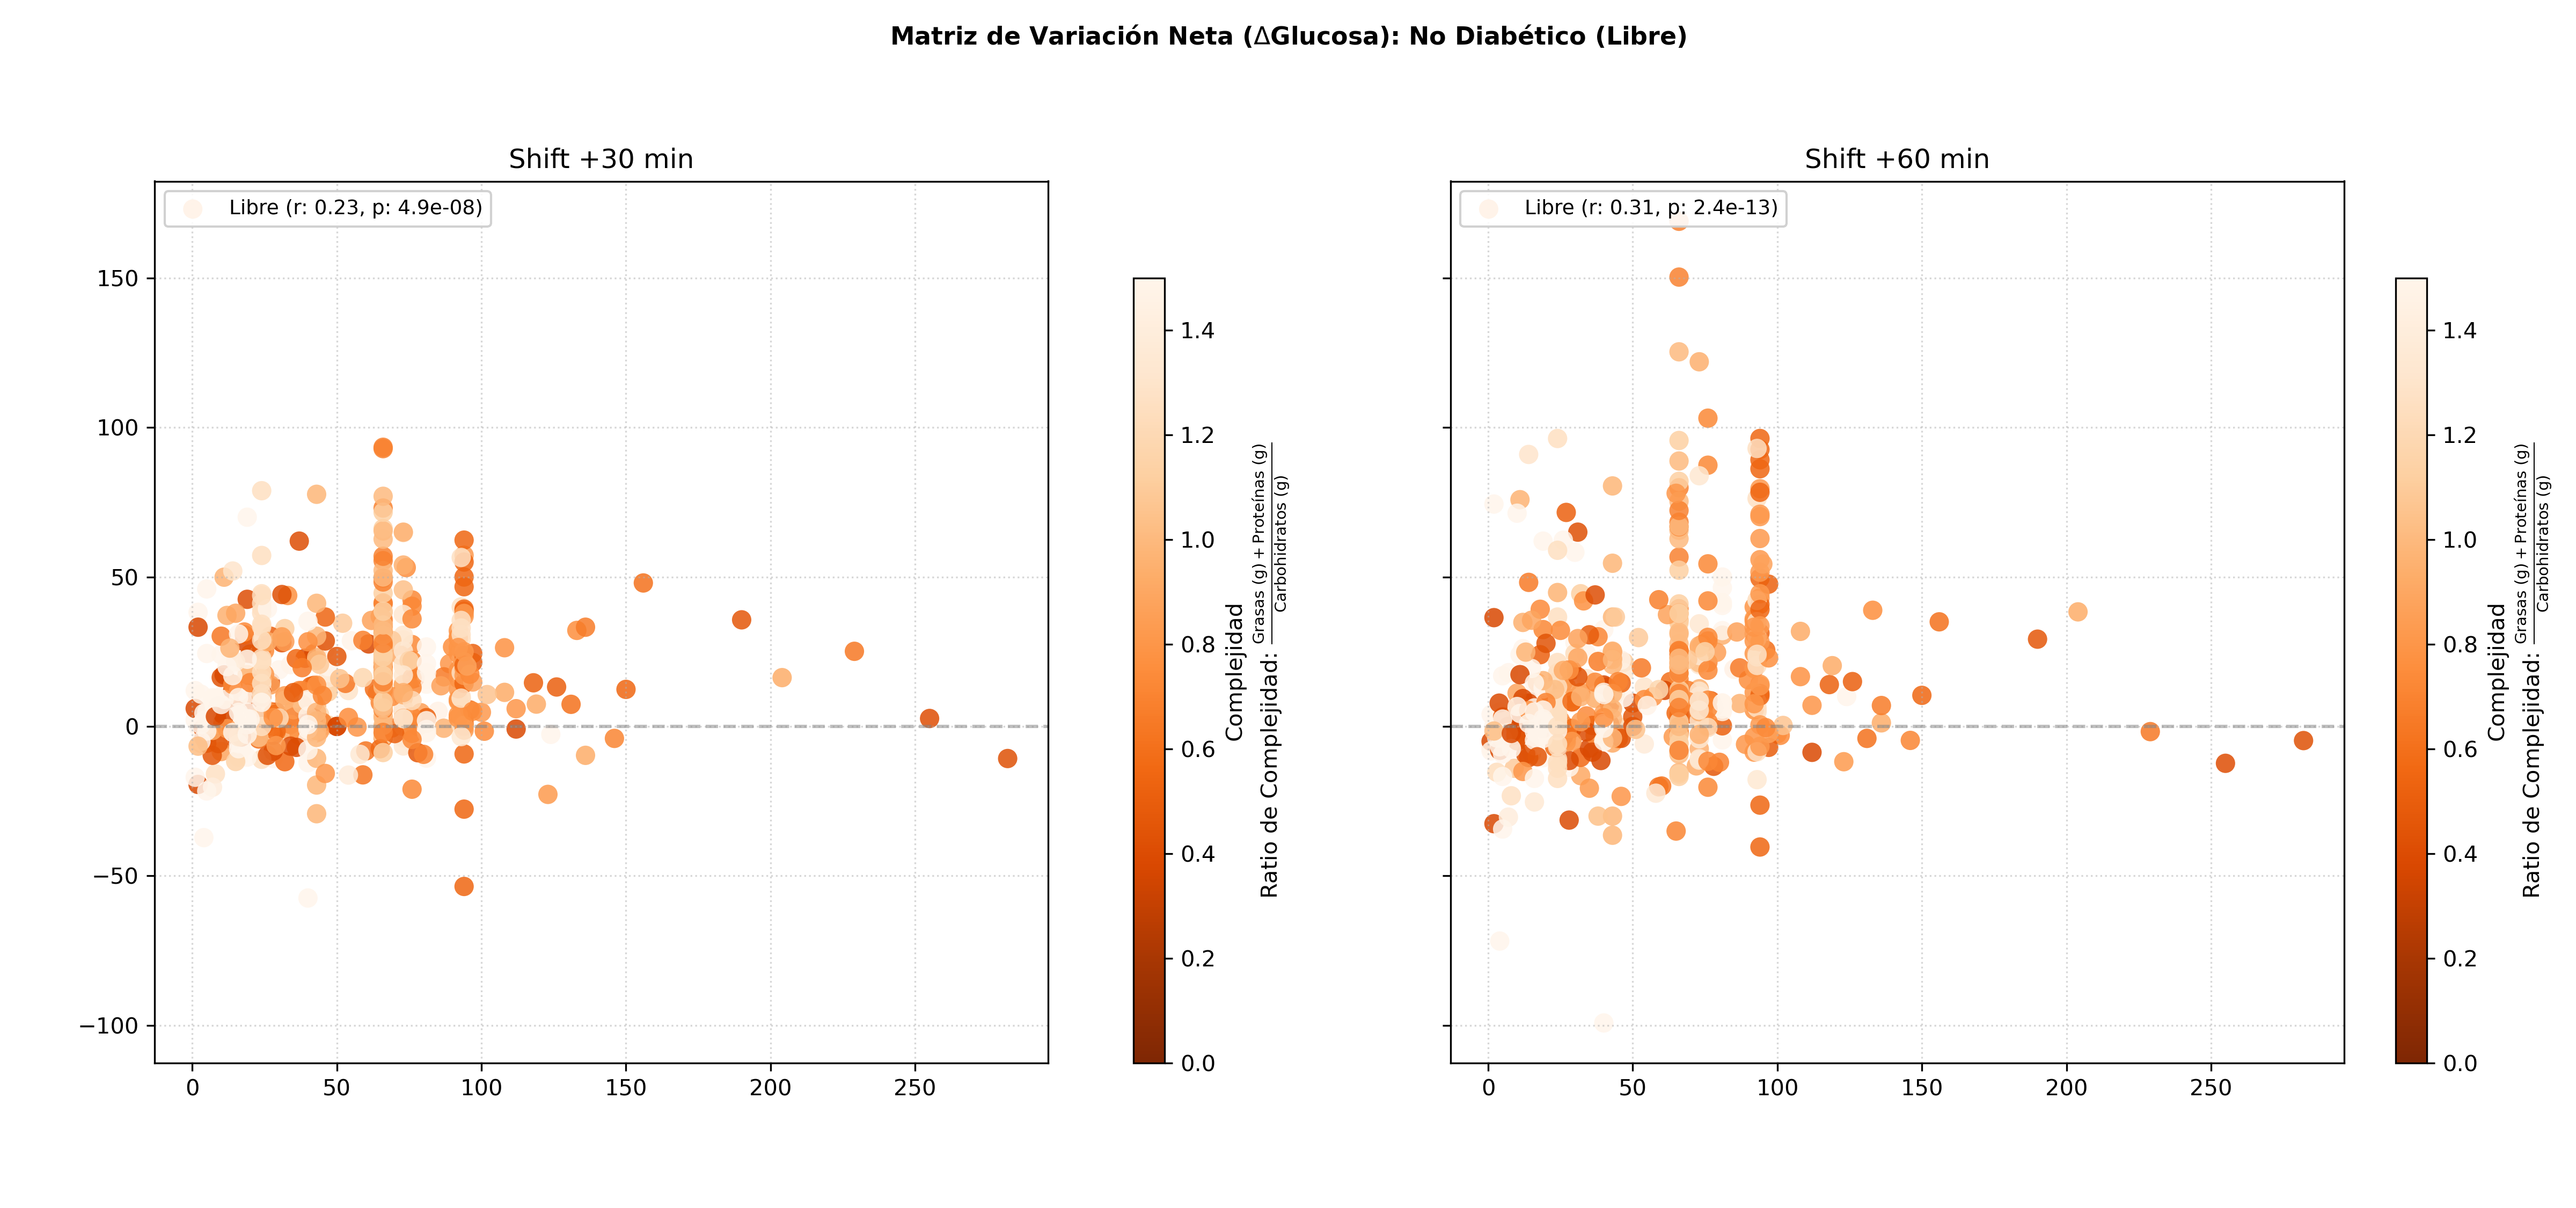 Matriz de Variación Neta (ΔGlucosa): No Diabético (Libre)
Shift +30 min
Libre (r: 0.23, p: 4.9e-08)
150
100
50
0
−50
−100
0 50 100 150 200 250
1.4
1.2
1.0
0.8
0.6
0.4
0.2
0.0
Complejidad
Ratio de Complejidad: Grasas (g) + Proteínas (g)
Carbohidratos (g)
Shift +60 min
Libre (r: 0.31, p: 2.4e-13)
0 50 100 150 200 250
1.4
1.2
1.0
0.8
0.6
0.4
0.2
0.0
Complejidad
Ratio de Complejidad: Grasas (g) + Proteínas (g)
Carbohidratos (g)